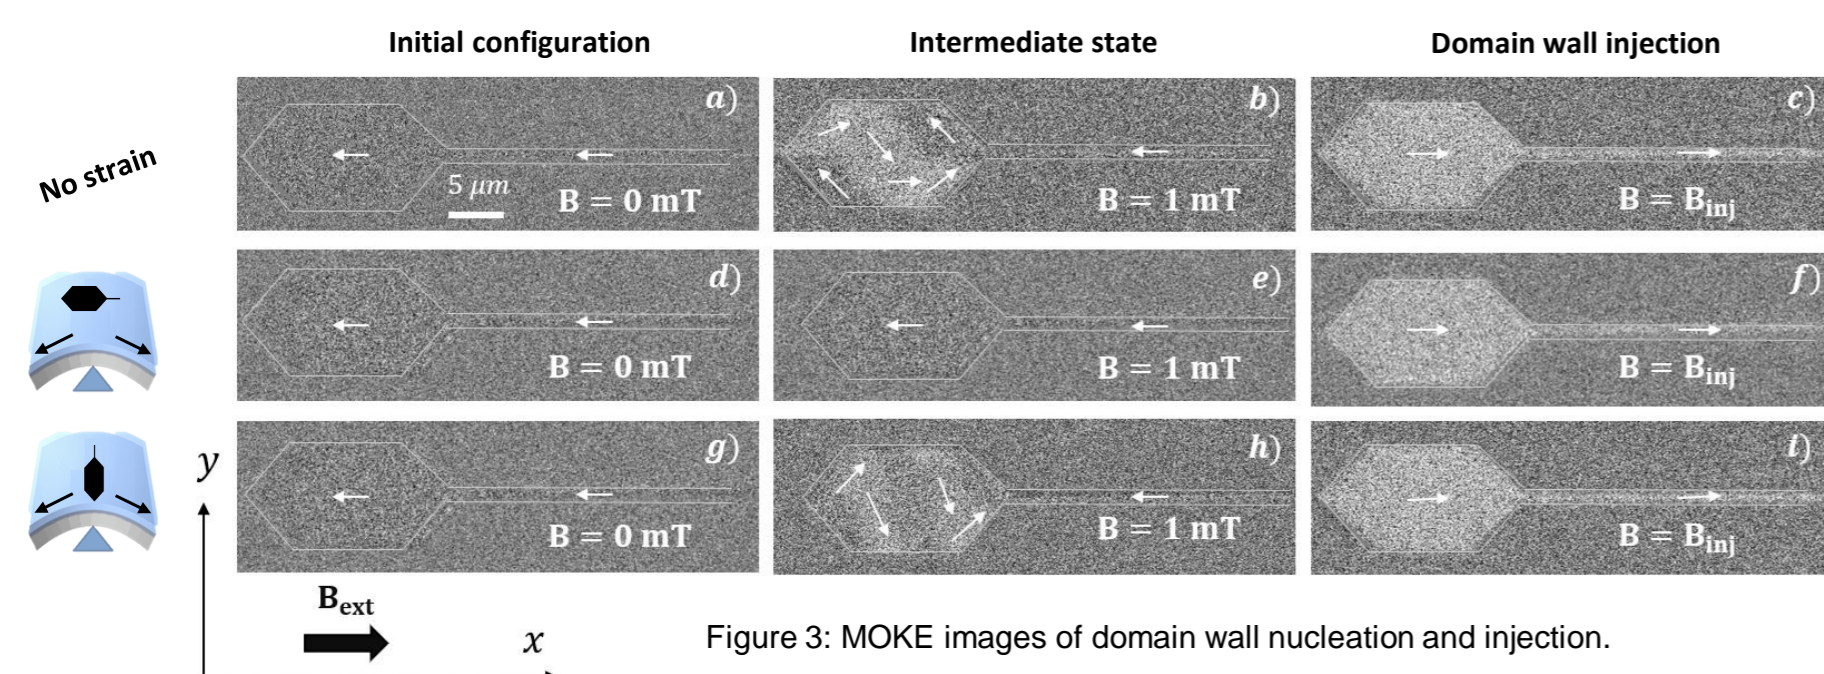 Initial configuration
Intermediate state
Domain wall injection
No strain
a)
5 μm
B = 0 mT
b)
B = 1 mT
c)
B = B_inj
d)
B = 0 mT
e)
B = 1 mT
f)
B = B_inj
g)
B = 0 mT
h)
B = 1 mT
i)
B = B_inj
y
B_ext
x
Figure 3: MOKE images of domain wall nucleation and injection.